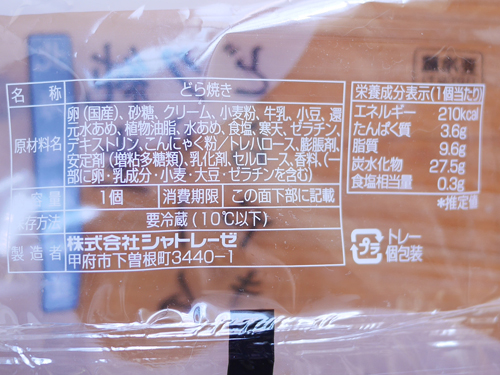 名称 どら焼き
原材料名 卵(国産)、砂糖、クリーム、小麦粉、牛乳、小豆、還
元水あめ、植物油脂、水あめ、食塩、寒天、ゼラチン、
デキストリン、こんにゃく粉/トレハロース、膨脹剤、
安定剤(増粘多糖類)、乳化剤、セルロース、香料、(一
部に卵・乳成分・小麦・大豆・ゼラチンを含む)
内容量 1個 消費期限 この面下部に記載
保存方法 要冷蔵(10℃以下)
製造者 株式会社シャトレーゼ
甲府市下曽根町3440-1
栄養成分表示(1個当たり)
エネルギー 210kcal
たんぱく質 3.6g
脂質 9.6g
炭水化物 27.5g
食塩相当量 0.3g
*推定値
プラ トレー
個包装